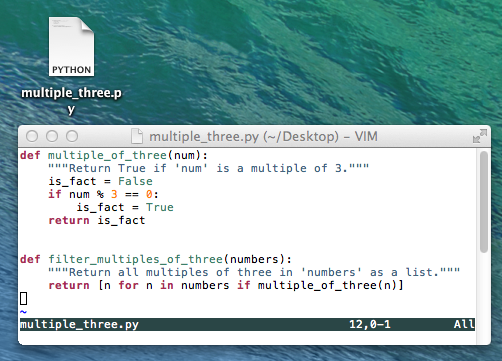 PYTHON
multiple_three.p
y
multiple_three.py (~/Desktop) – VIM
def multiple_of_three(num):
    """Return True if 'num' is a multiple of 3."""
    is_fact = False
    if num % 3 == 0:
        is_fact = True
    return is_fact
def filter_multiples_of_three(numbers):
    """Return all multiples of three in 'numbers' as a list."""
    return [n for n in numbers if multiple_of_three(n)]
~
multiple_three.py 12,0-1 All